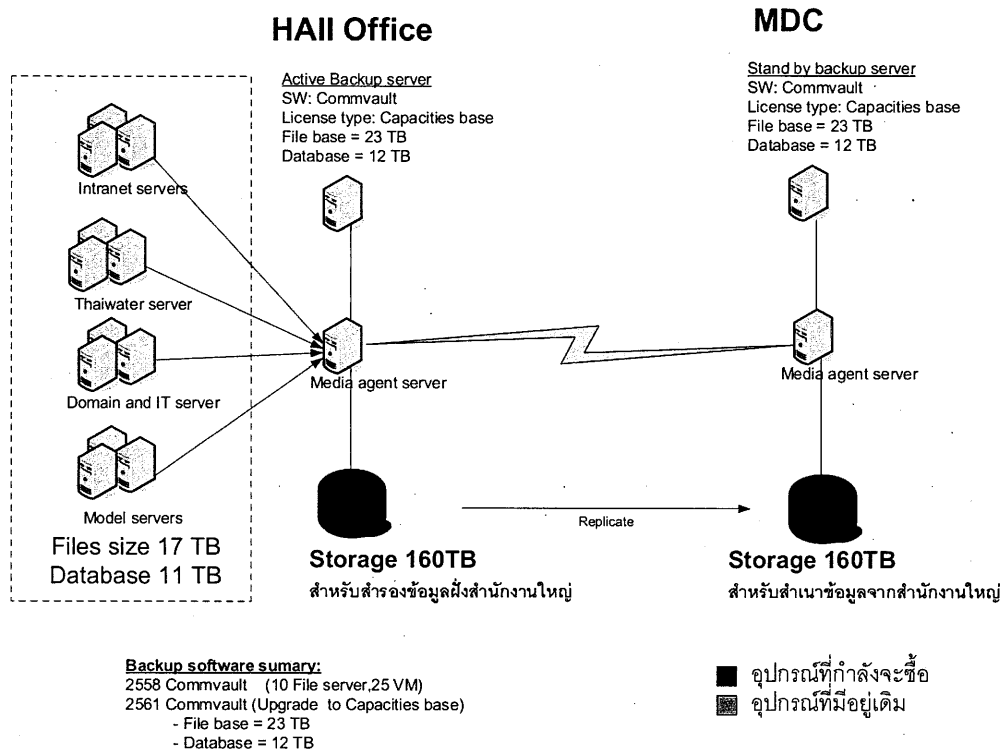 HAII Office
MDC
Active Backup server
SW: Commvault
License type: Capacities base
File base = 23 TB
Database = 12 TB
Stand by backup server
SW: Commvault
License type: Capacities base
File base = 23 TB
Database = 12 TB
Intranet servers
Thaiwater server
Domain and IT server
Model servers
Files size 17 TB
Database 11 TB
Media agent server
Media agent server
Replicate
Storage 160TB
สำหรับสำรองข้อมูลฝั่งสำนักงานใหญ่
Storage 160TB
สำหรับสำเนาข้อมูลจากสำนักงานใหญ่
Backup software sumary:
2558 Commvault (10 File server,25 VM)
2561 Commvault (Upgrade to Capacities base)
- File base = 23 TB
- Database = 12 TB
อุปกรณ์ที่กำลังจะซื้อ
อุปกรณ์ที่มีอยู่เดิม